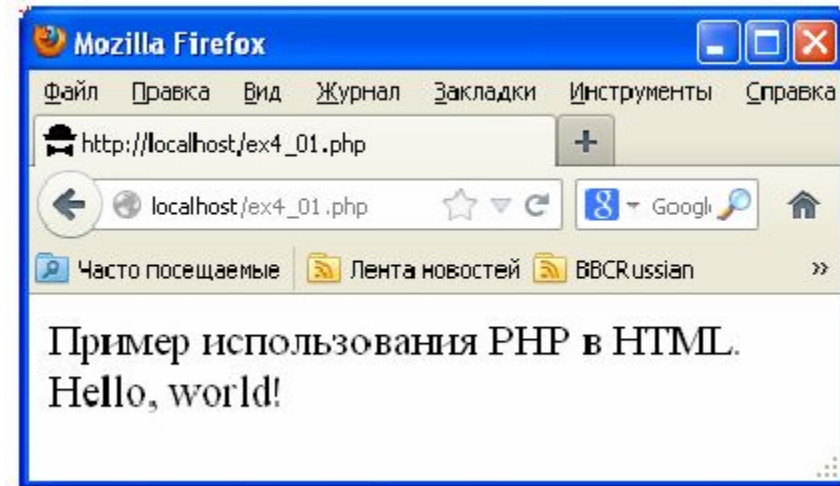 Mozilla Firefox
Файл Правка Вид Журнал Закладки Инструменты Справка
http://localhost/ex4_01.php
localhost/ex4_01.php
Googl
Часто посещаемые Лента новостей BBCRussian »
Пример использования PHP в HTML.
Hello, world!